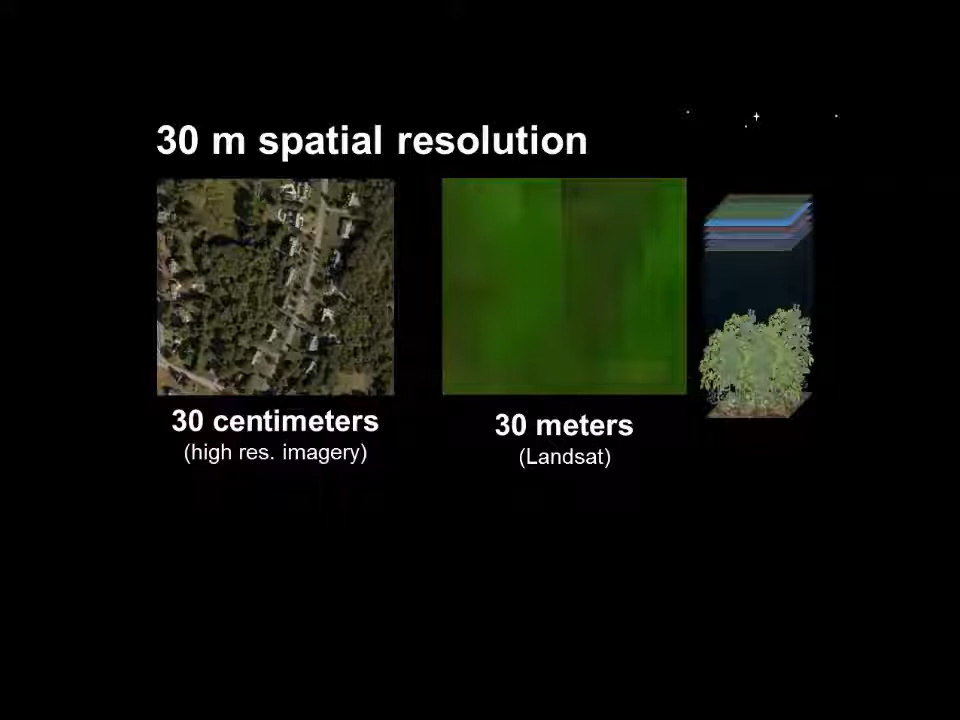 30 m spatial resolution
30 centimeters
(high res. imagery)
30 meters
(Landsat)